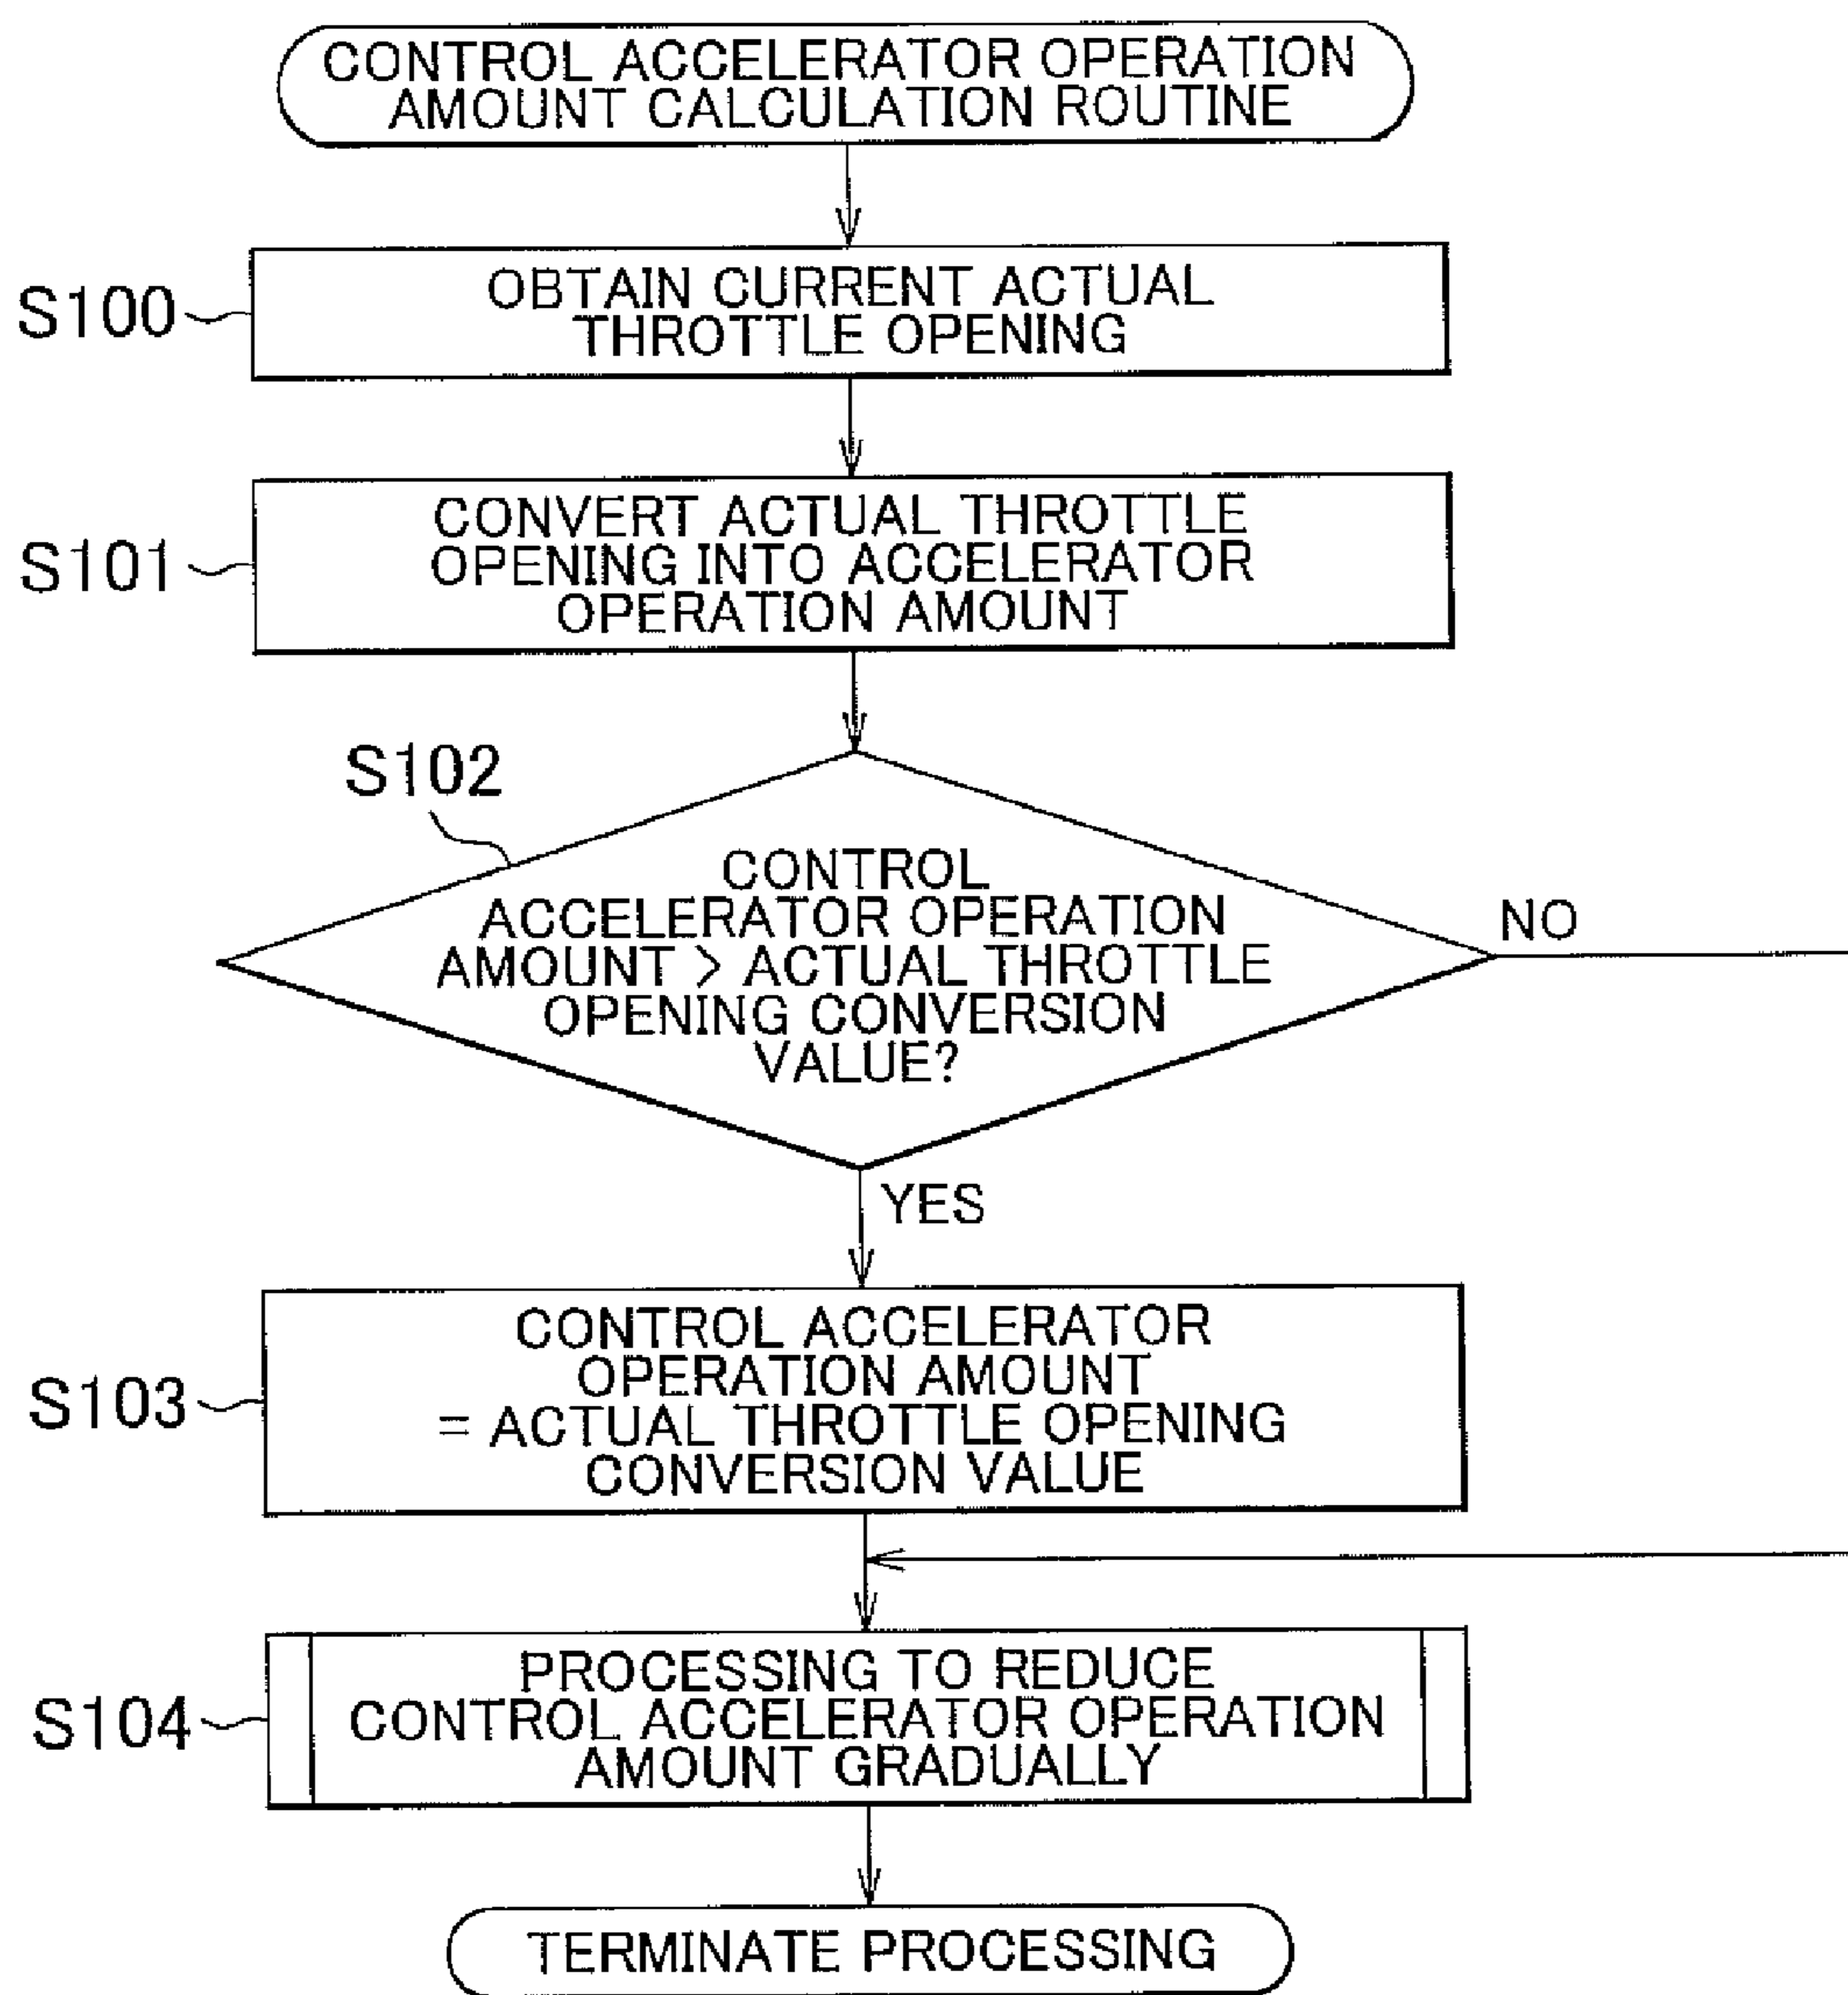 CONTROL ACCELERATOR OPERATION
AMOUNT CALCULATION ROUTINE
S100
OBTAIN CURRENT ACTUAL
THROTTLE OPENING
S101
CONVERT ACTUAL THROTTLE
OPENING INTO ACCELERATOR
OPERATION AMOUNT
S102
CONTROL
ACCELERATOR OPERATION
AMOUNT > ACTUAL THROTTLE
OPENING CONVERSION
VALUE?
NO
YES
S103
CONTROL ACCELERATOR
OPERATION AMOUNT
= ACTUAL THROTTLE OPENING
CONVERSION VALUE
S104
PROCESSING TO REDUCE
CONTROL ACCELERATOR OPERATION
AMOUNT GRADUALLY
TERMINATE PROCESSING